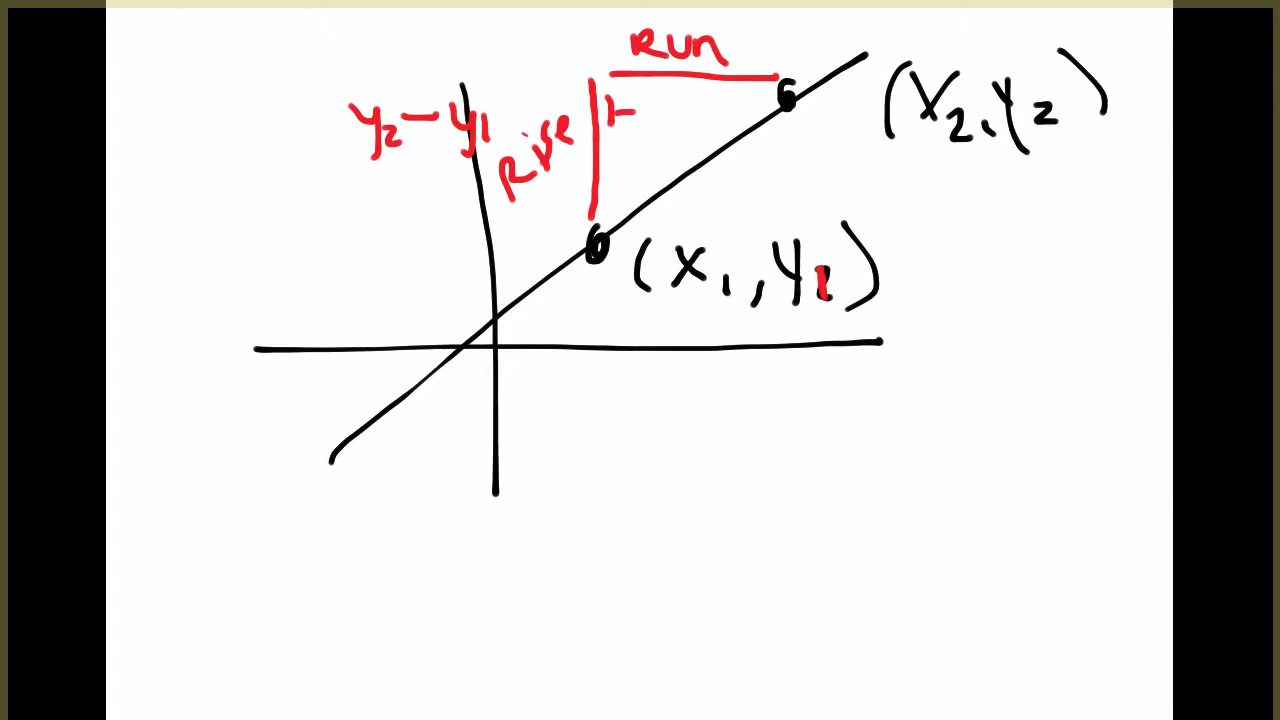 Run
y₂ - y₁
Rise
(x₂, y₂)
(x₁, y₁)